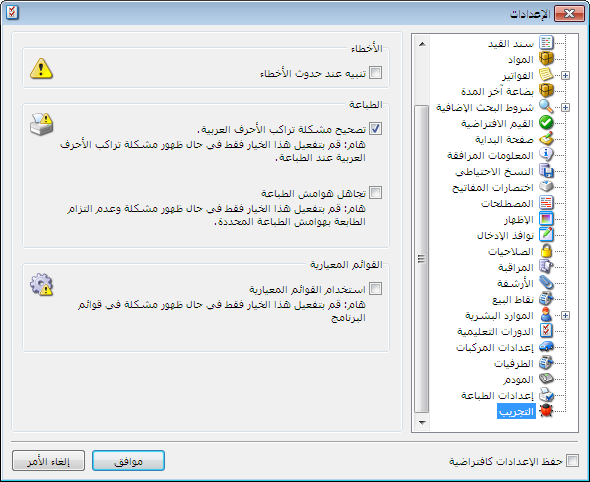 الإعدادات
سند القيد
المواد
الفواتير
بضاعة آخر المدة
شروط البحث الإضافية
القيم الافتراضية
صفحة البداية
المعلومات المرافقة
النسخ الاحتياطي
اختصارات المفاتيح
المصطلحات
الإظهار
نوافذ الإدخال
الصلاحيات
المراقبة
الأرشفة
نقاط البيع
الموارد البشرية
الدورات التعليمية
إعدادات المركبات
الطرفيات
المودم
إعدادات الطباعة
التجريب
الأخطاء
تنبيه عند حدوث الأخطاء
الطباعة
تصحيح مشكلة تراكب الأحرف العربية.
هام: قم بتفعيل هذا الخيار فقط في حال ظهور مشكلة تراكب الأحرف
العربية عند الطباعة.
تجاهل هوامش الطباعة
هام: قم بتفعيل هذا الخيار فقط في حال ظهور مشكلة وعدم التزام
الطابعة بهوامش الطباعة المحددة.
القوائم المعيارية
استخدام القوائم المعيارية
هام: قم بتفعيل هذا الخيار فقط في حال ظهور مشكلة في قوائم
البرنامج
حفظ الإعدادات كافتراضية
موافق
إلغاء الأمر